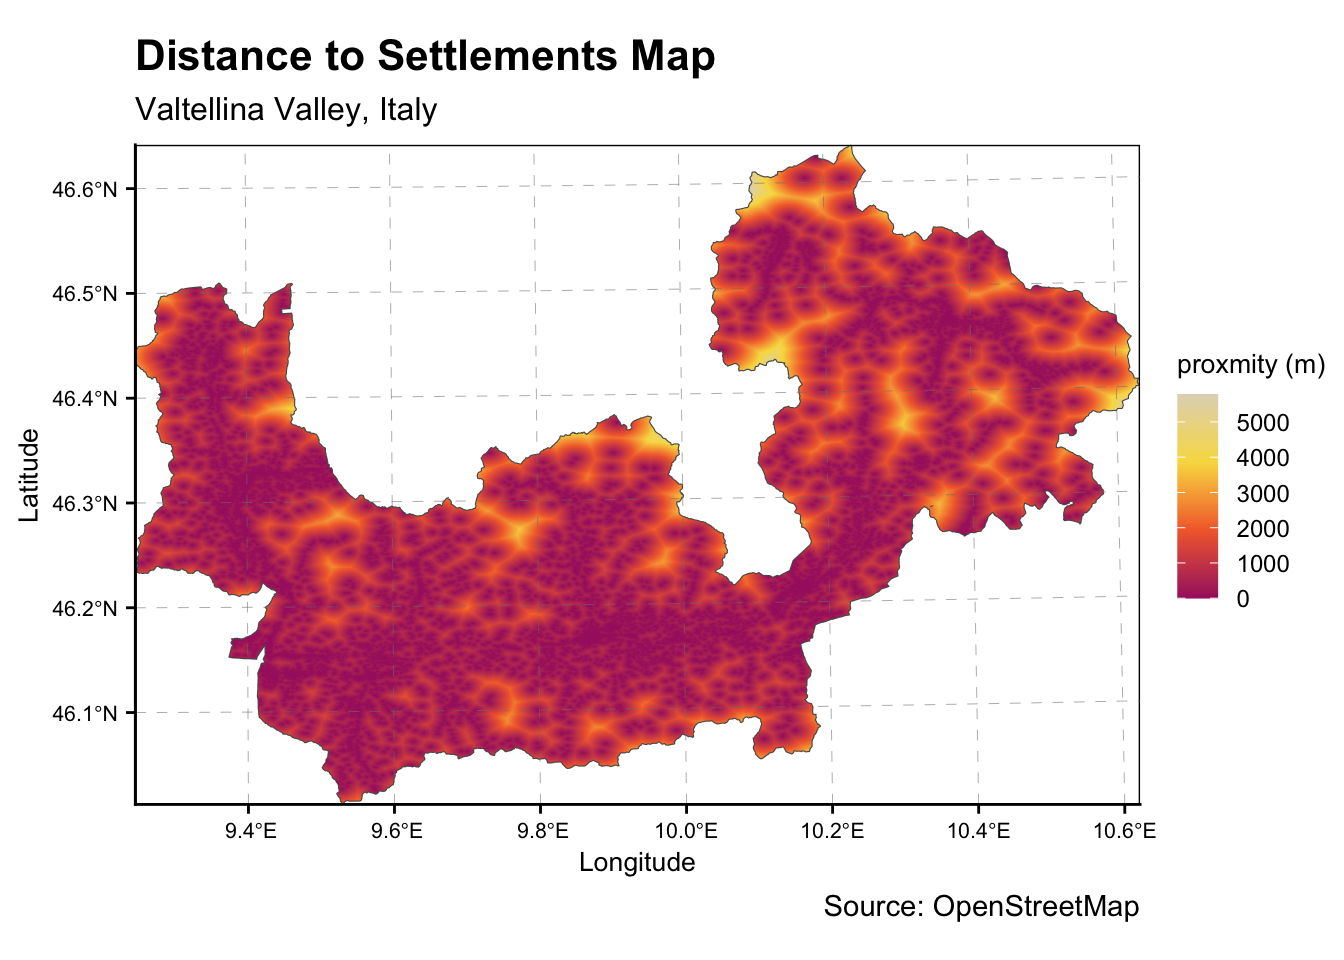 Distance to Settlements Map
Valtellina Valley, Italy
46.6°N
46.5°N
46.4°N
46.3°N
46.2°N
46.1°N
Latitude
9.4°E
9.6°E
9.8°E
10.0°E
10.2°E
10.4°E
10.6°E
Longitude
proxmity (m)
5000
4000
3000
2000
1000
0
Source: OpenStreetMap